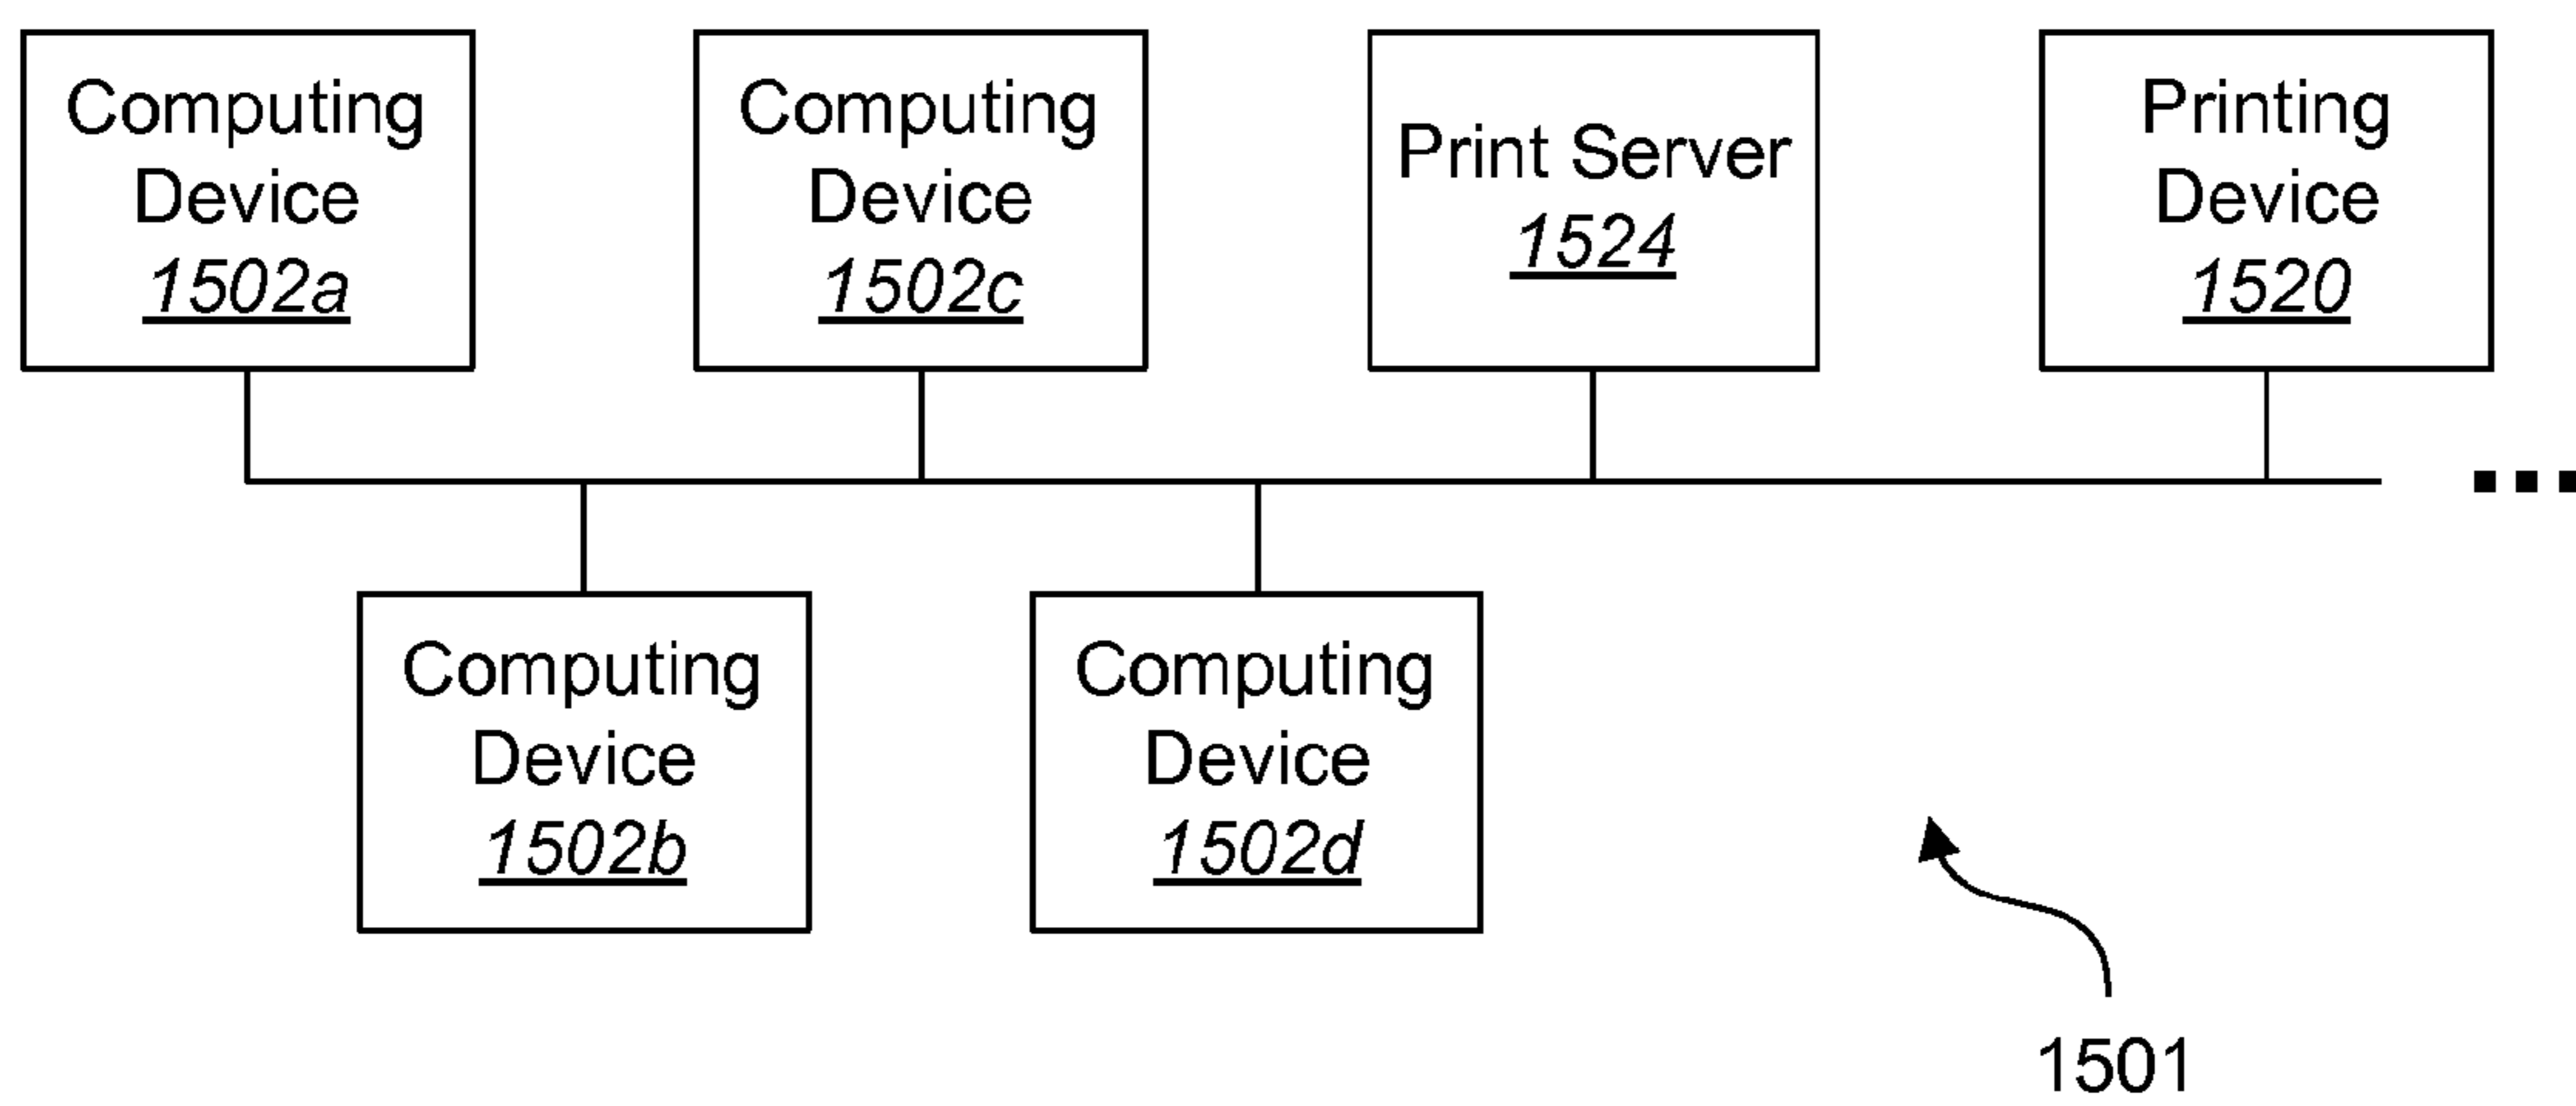 Computing
Device
1502a
Computing
Device
1502c
Print Server
1524
Printing
Device
1520
Computing
Device
1502b
Computing
Device
1502d
1501